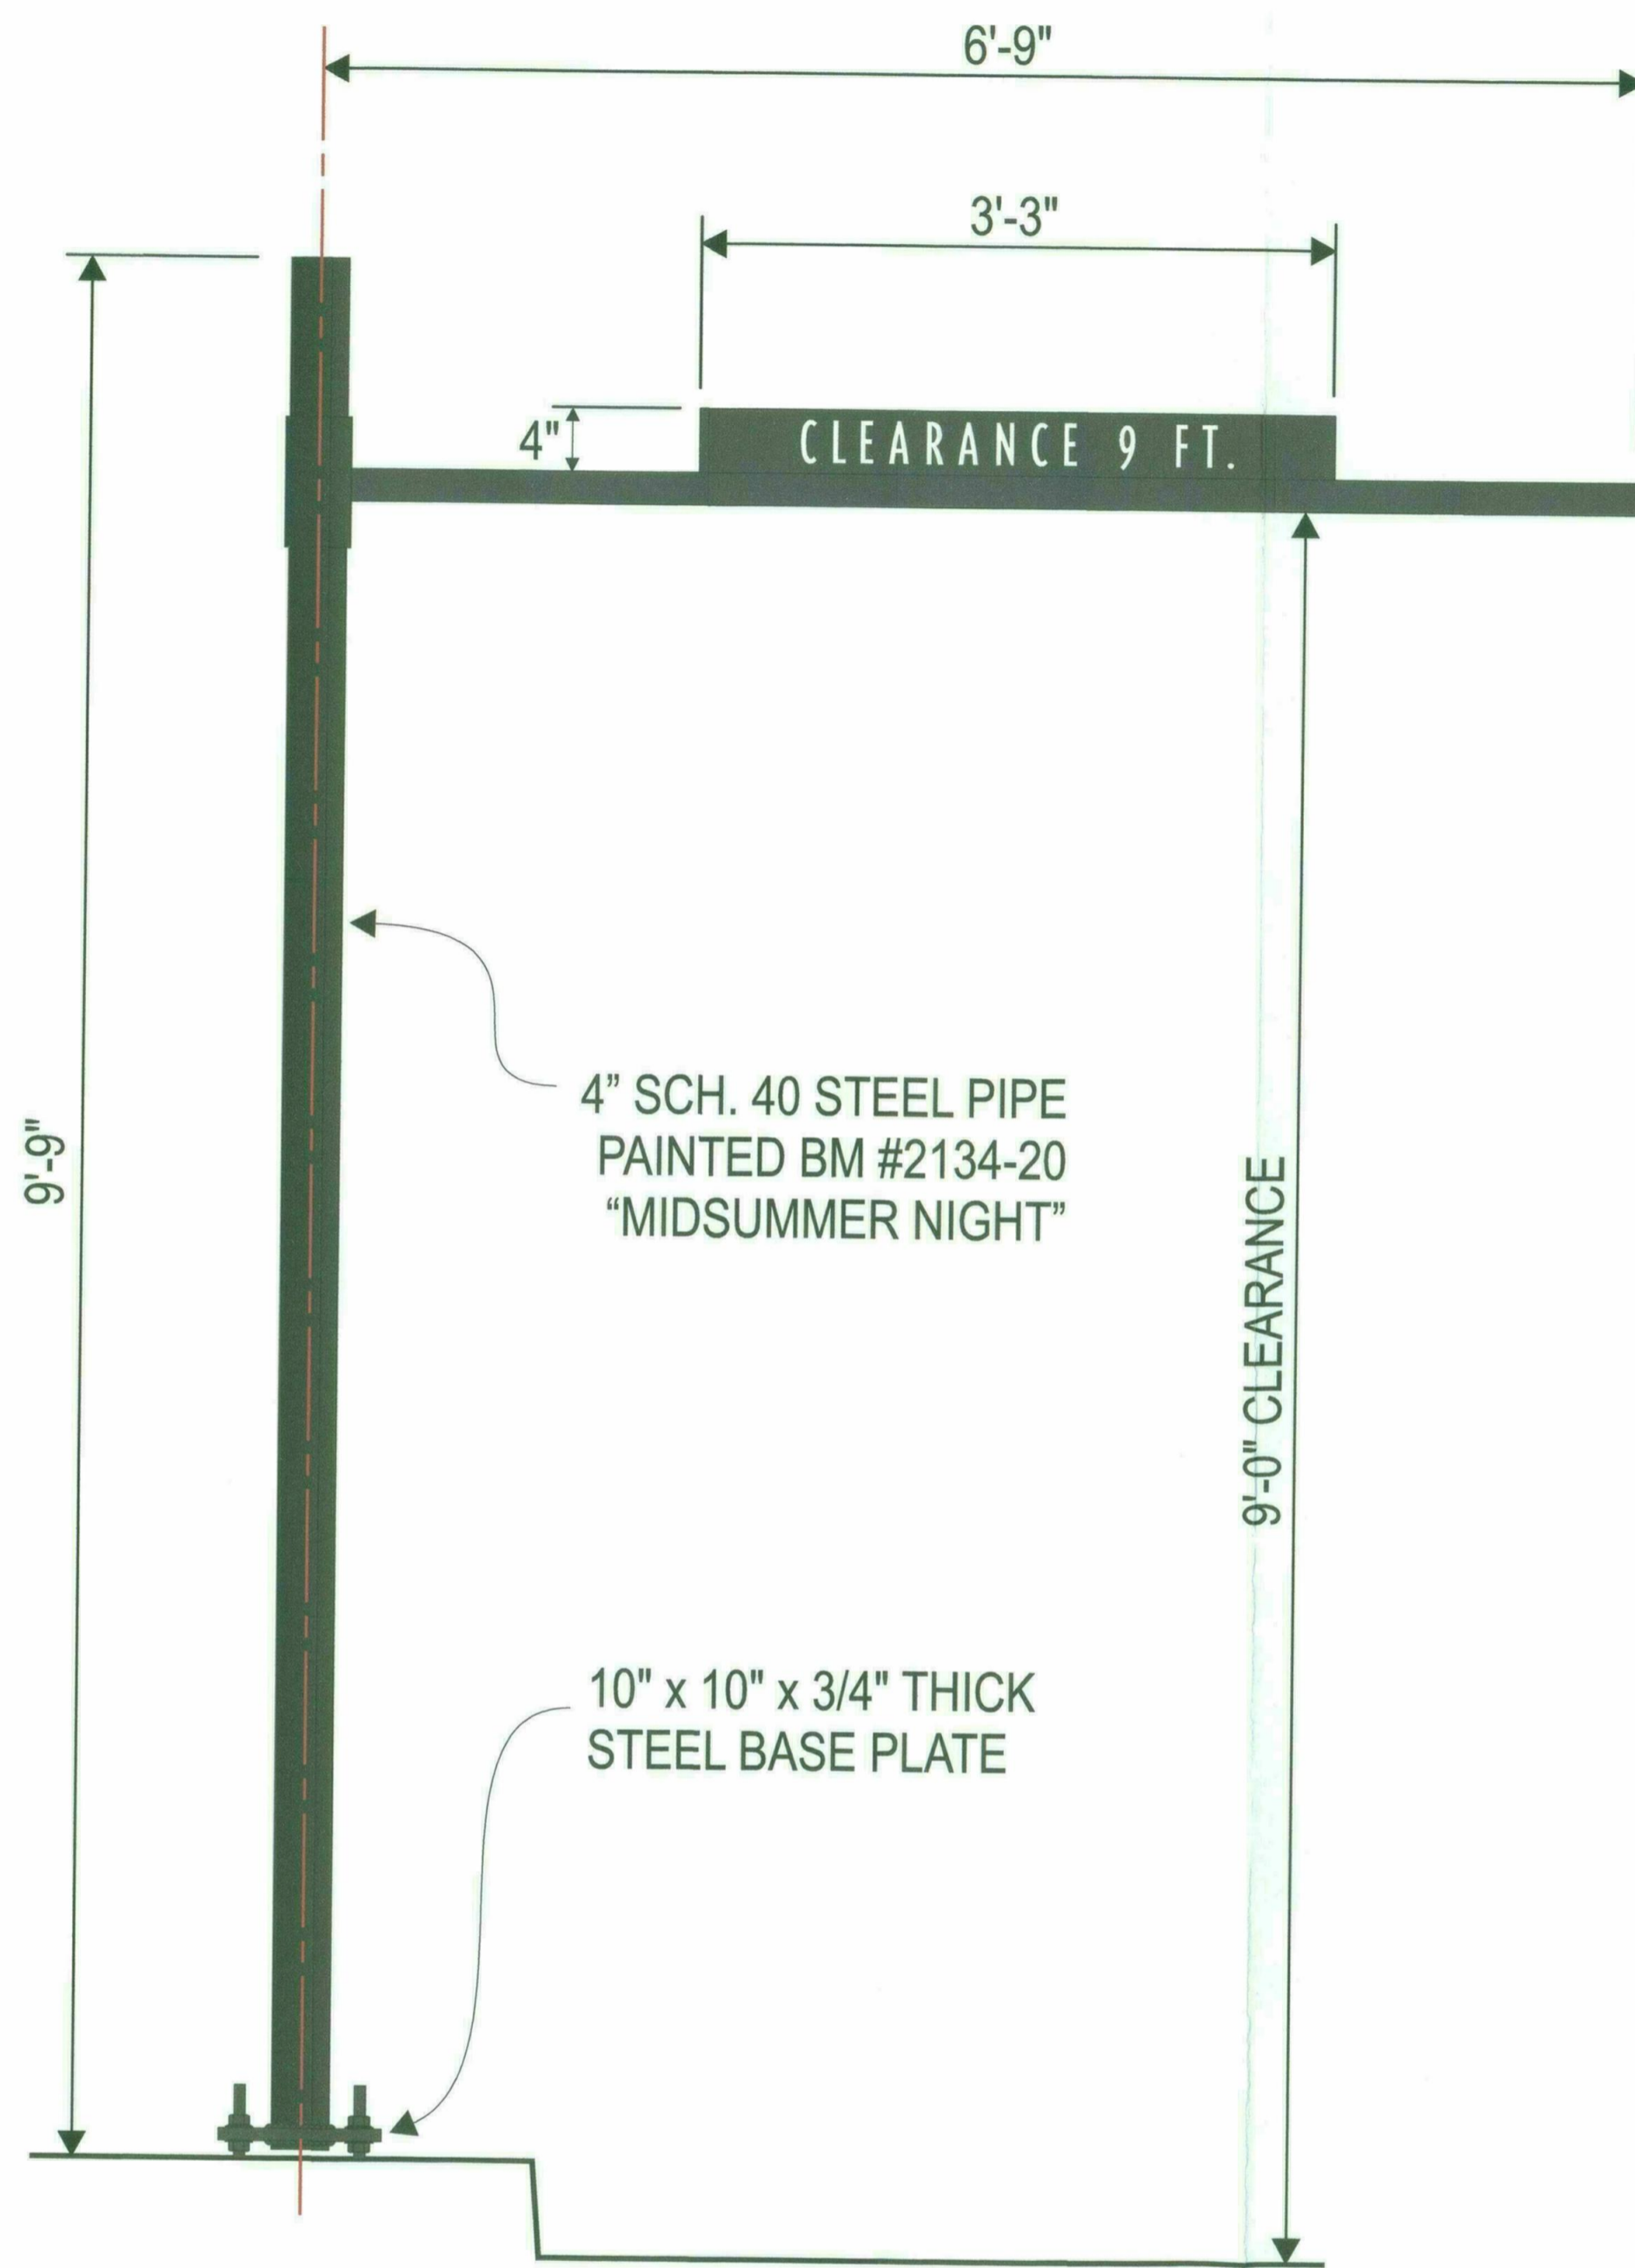 6'-9"
3'-3"
4"
CLEARANCE 9 FT.
9'-9"
4” SCH. 40 STEEL PIPE
PAINTED BM #2134-20
“MIDSUMMER NIGHT”
9'-0" CLEARANCE
10" x 10" x 3/4" THICK
STEEL BASE PLATE